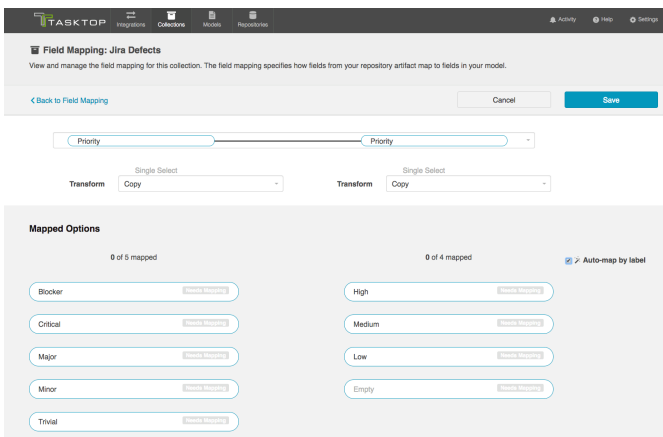 TASKTOP
Integrations
Collections
Models
Repositories
Activity
Help
Settings
Field Mapping: Jira Defects
View and manage the field mapping for this collection. The field mapping specifies how fields from your repository artifact map to fields in your model.
Back to Field Mapping
Cancel
Save
Priority
Priority
Single Select
Single Select
Transform Copy
Transform Copy
Mapped Options
0 of 5 mapped
0 of 4 mapped
Auto-map by label
Blocker Needs Mapping
High Needs Mapping
Critical Needs Mapping
Medium Needs Mapping
Major Needs Mapping
Low Needs Mapping
Minor Needs Mapping
Empty Needs Mapping
Trivial Needs Mapping